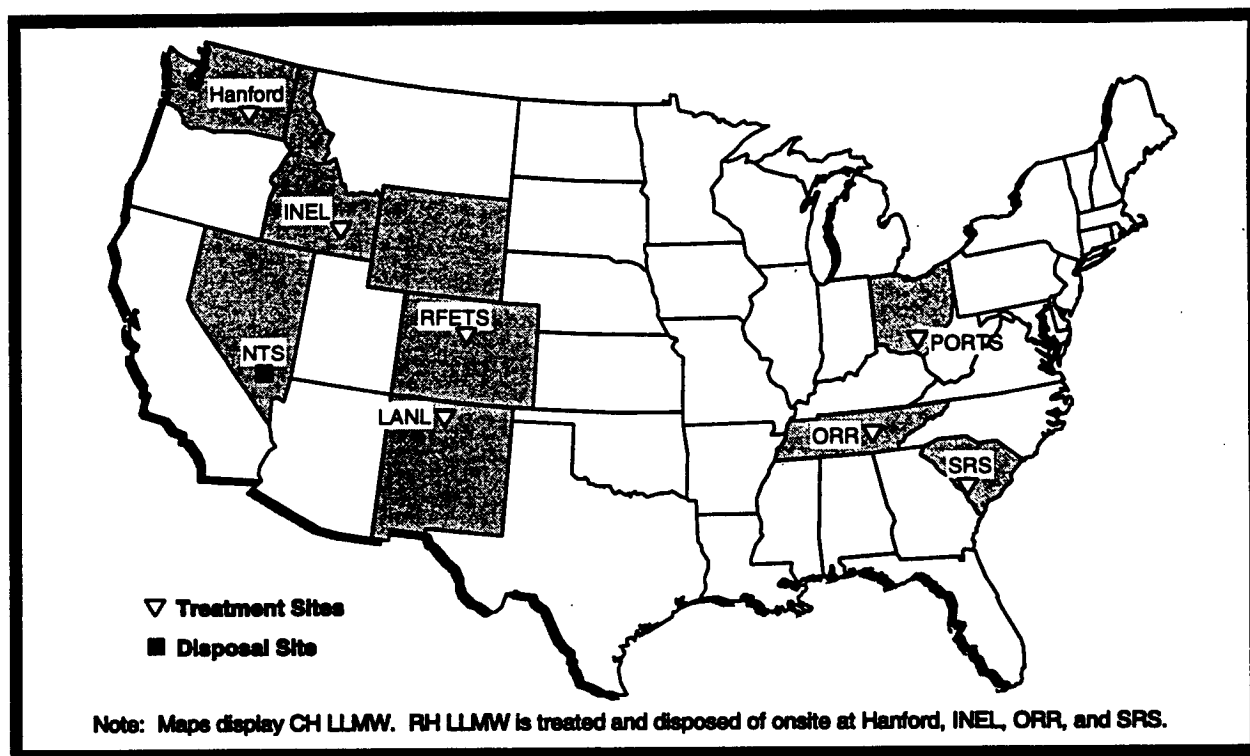 Hanford
INEL
RFETS
NTS
LANL
PORTS
ORR
SRS
Treatment Sites
Disposal Site
Note: Maps display CH LLMW. RH LLMW is treated and disposed of onsite at Hanford, INEL, ORR, and SRS.